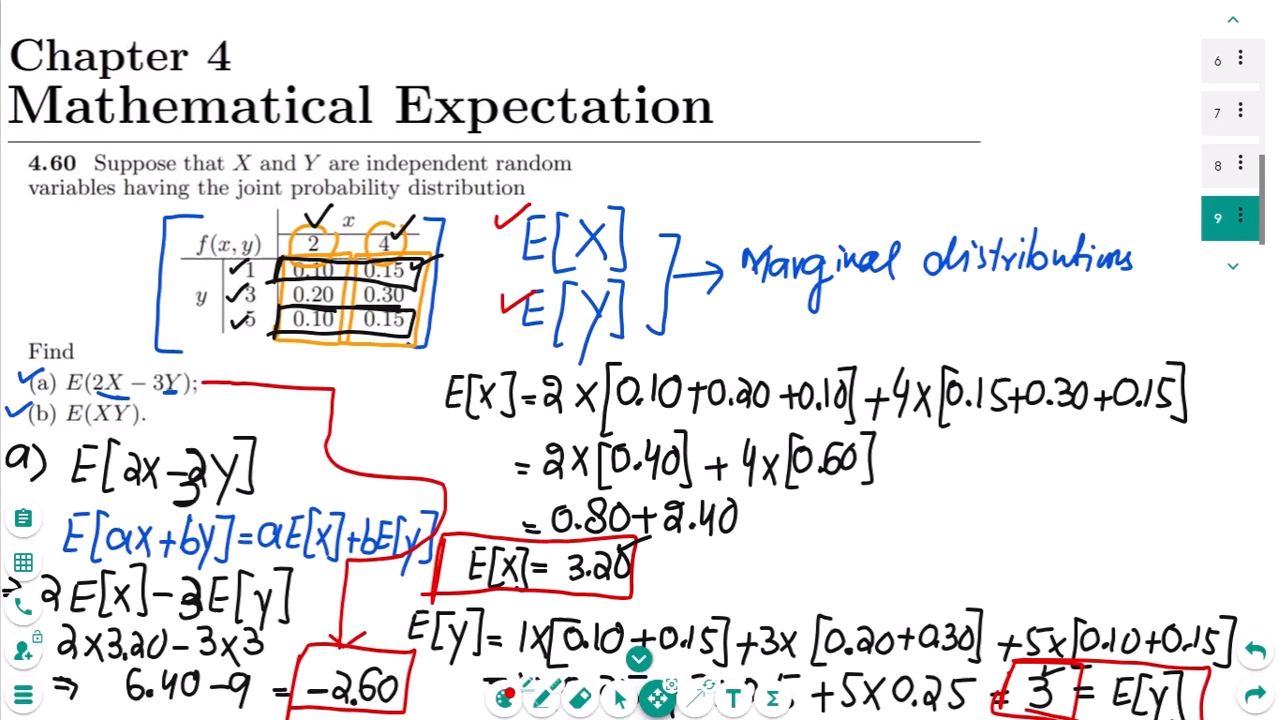 Chapter 4
Mathematical Expectation
4.60 Suppose that X and Y are independent random
variables having the joint probability distribution
x
f(x, y) 2 4
1 0.10 0.15
y 3 0.20 0.30
5 0.10 0.15
E[X]
E[Y]
Marginal distributions
Find
(a) E(2X − 3Y);
(b) E(XY).
E[X]=2×[0.10+0.20+0.10]+4×[0.15+0.30+0.15]
=2×[0.40]+4×[0.60]
=0.80+2.40
E[X]=3.20
a) E[2X−3Y]
E[aX+bY]=aE[X]+bE[Y]
⇒2E[X]−3E[Y]
2×3.20−3×3
⇒ 6.40−9 = −2.60
E[Y]=1×[0.10+0.15]+3×[0.20+0.30]+5×[0.10+0.15]
+5×0.25 = 3 = E[Y]
6
7
8
9